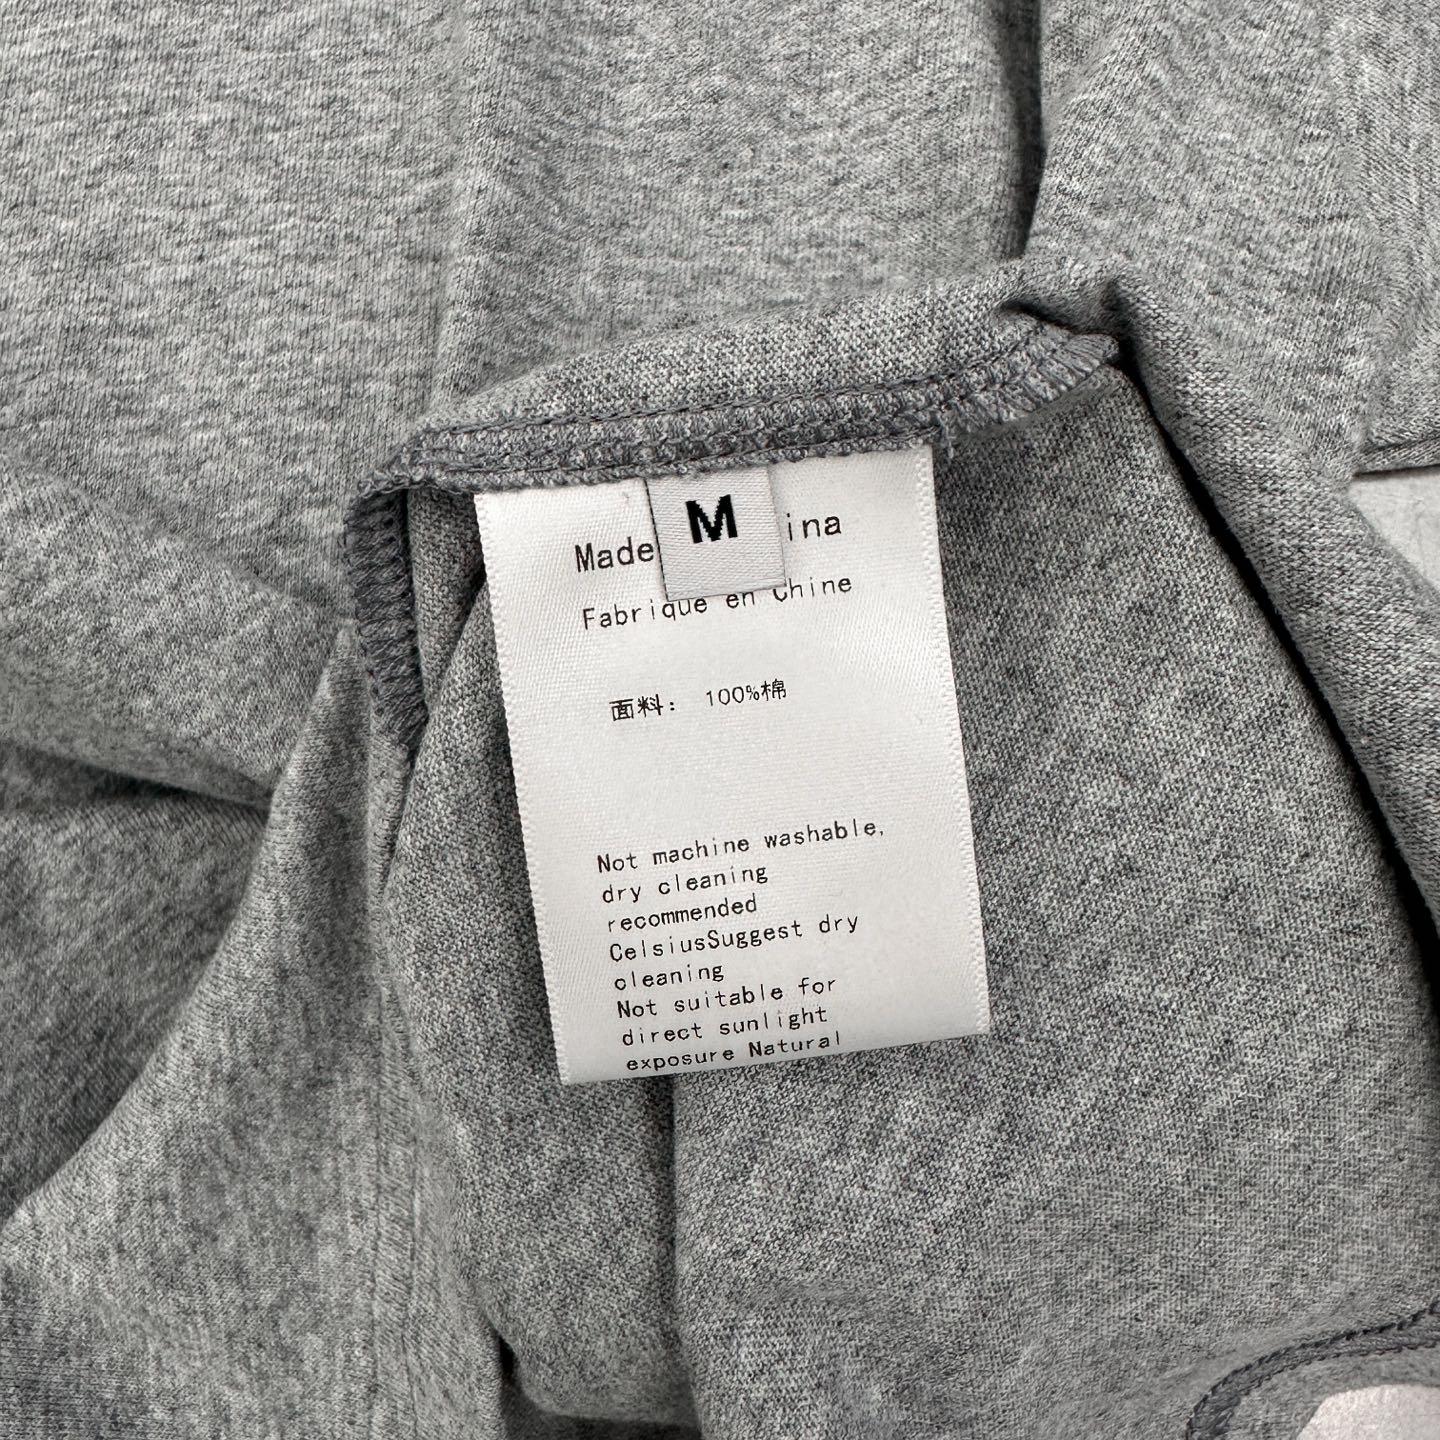 M
Made ina
Fabrique en Chine
面料: 100%棉
Not machine washable,
dry cleaning
recommended
CelsiusSuggest dry
cleaning
Not suitable for
direct sunlight
exposure Natural